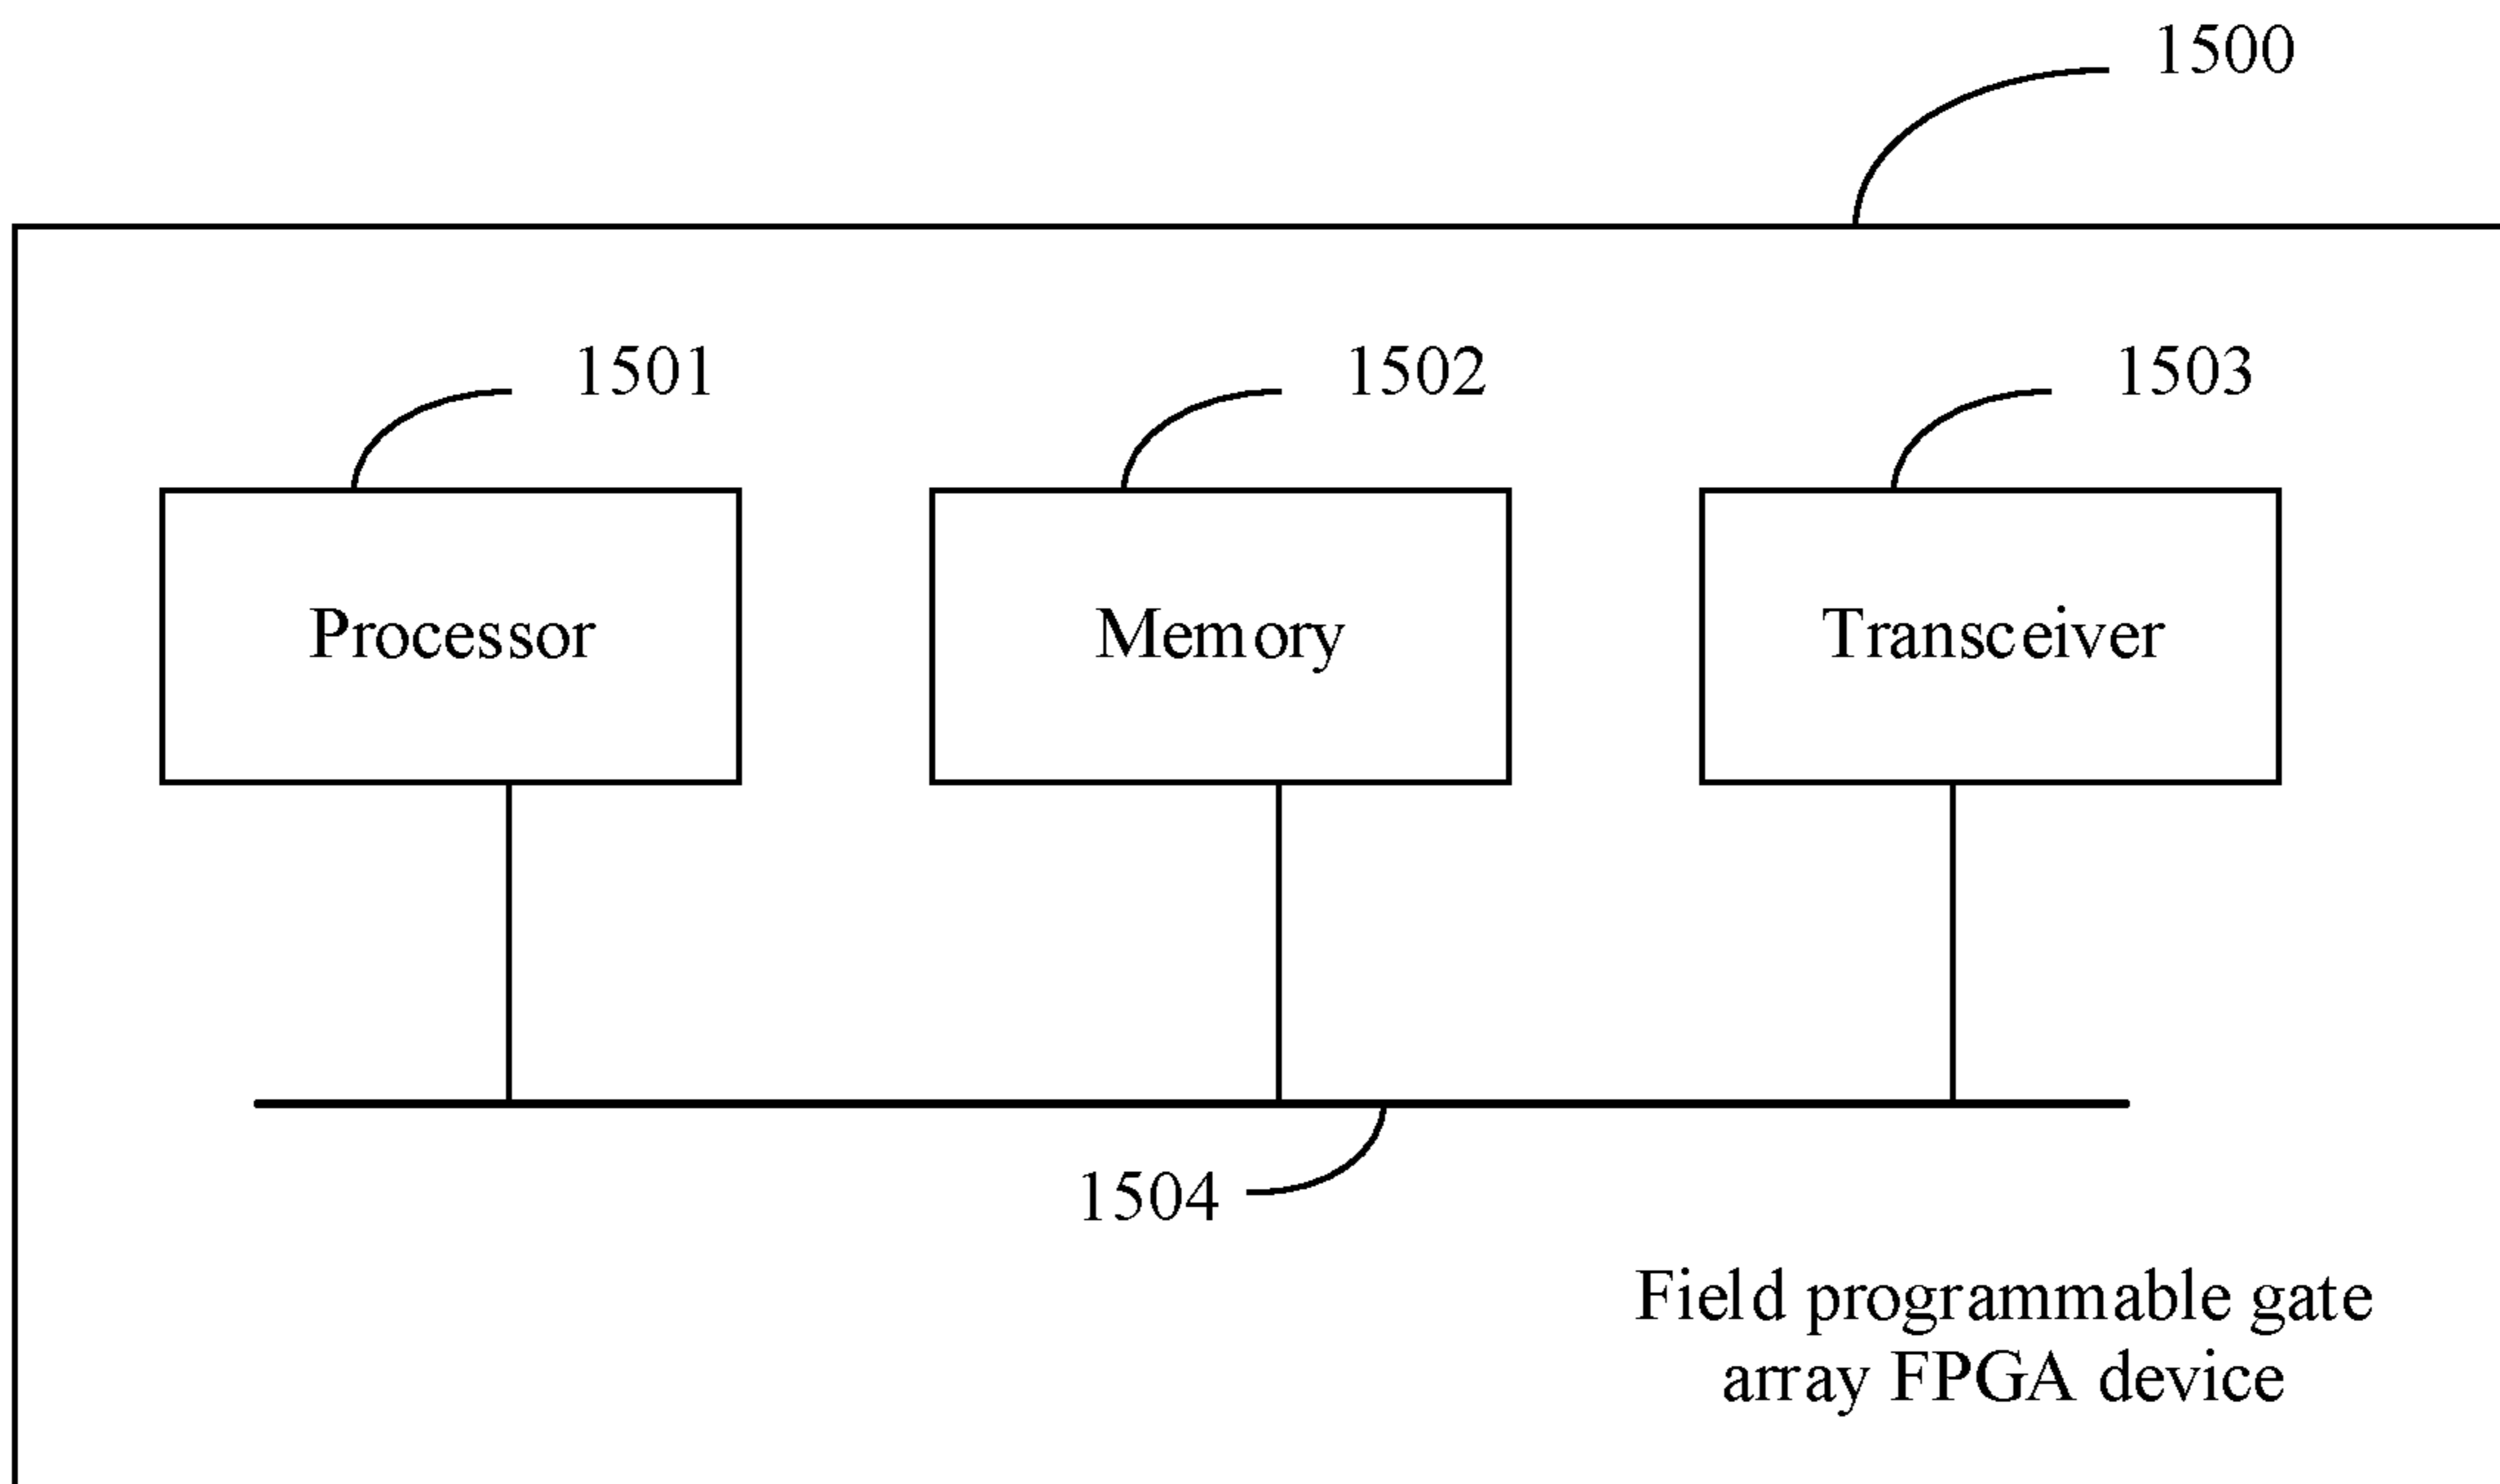 1500
1501
1502
1503
Processor
Memory
Transceiver
1504
Field programmable gate
array FPGA device